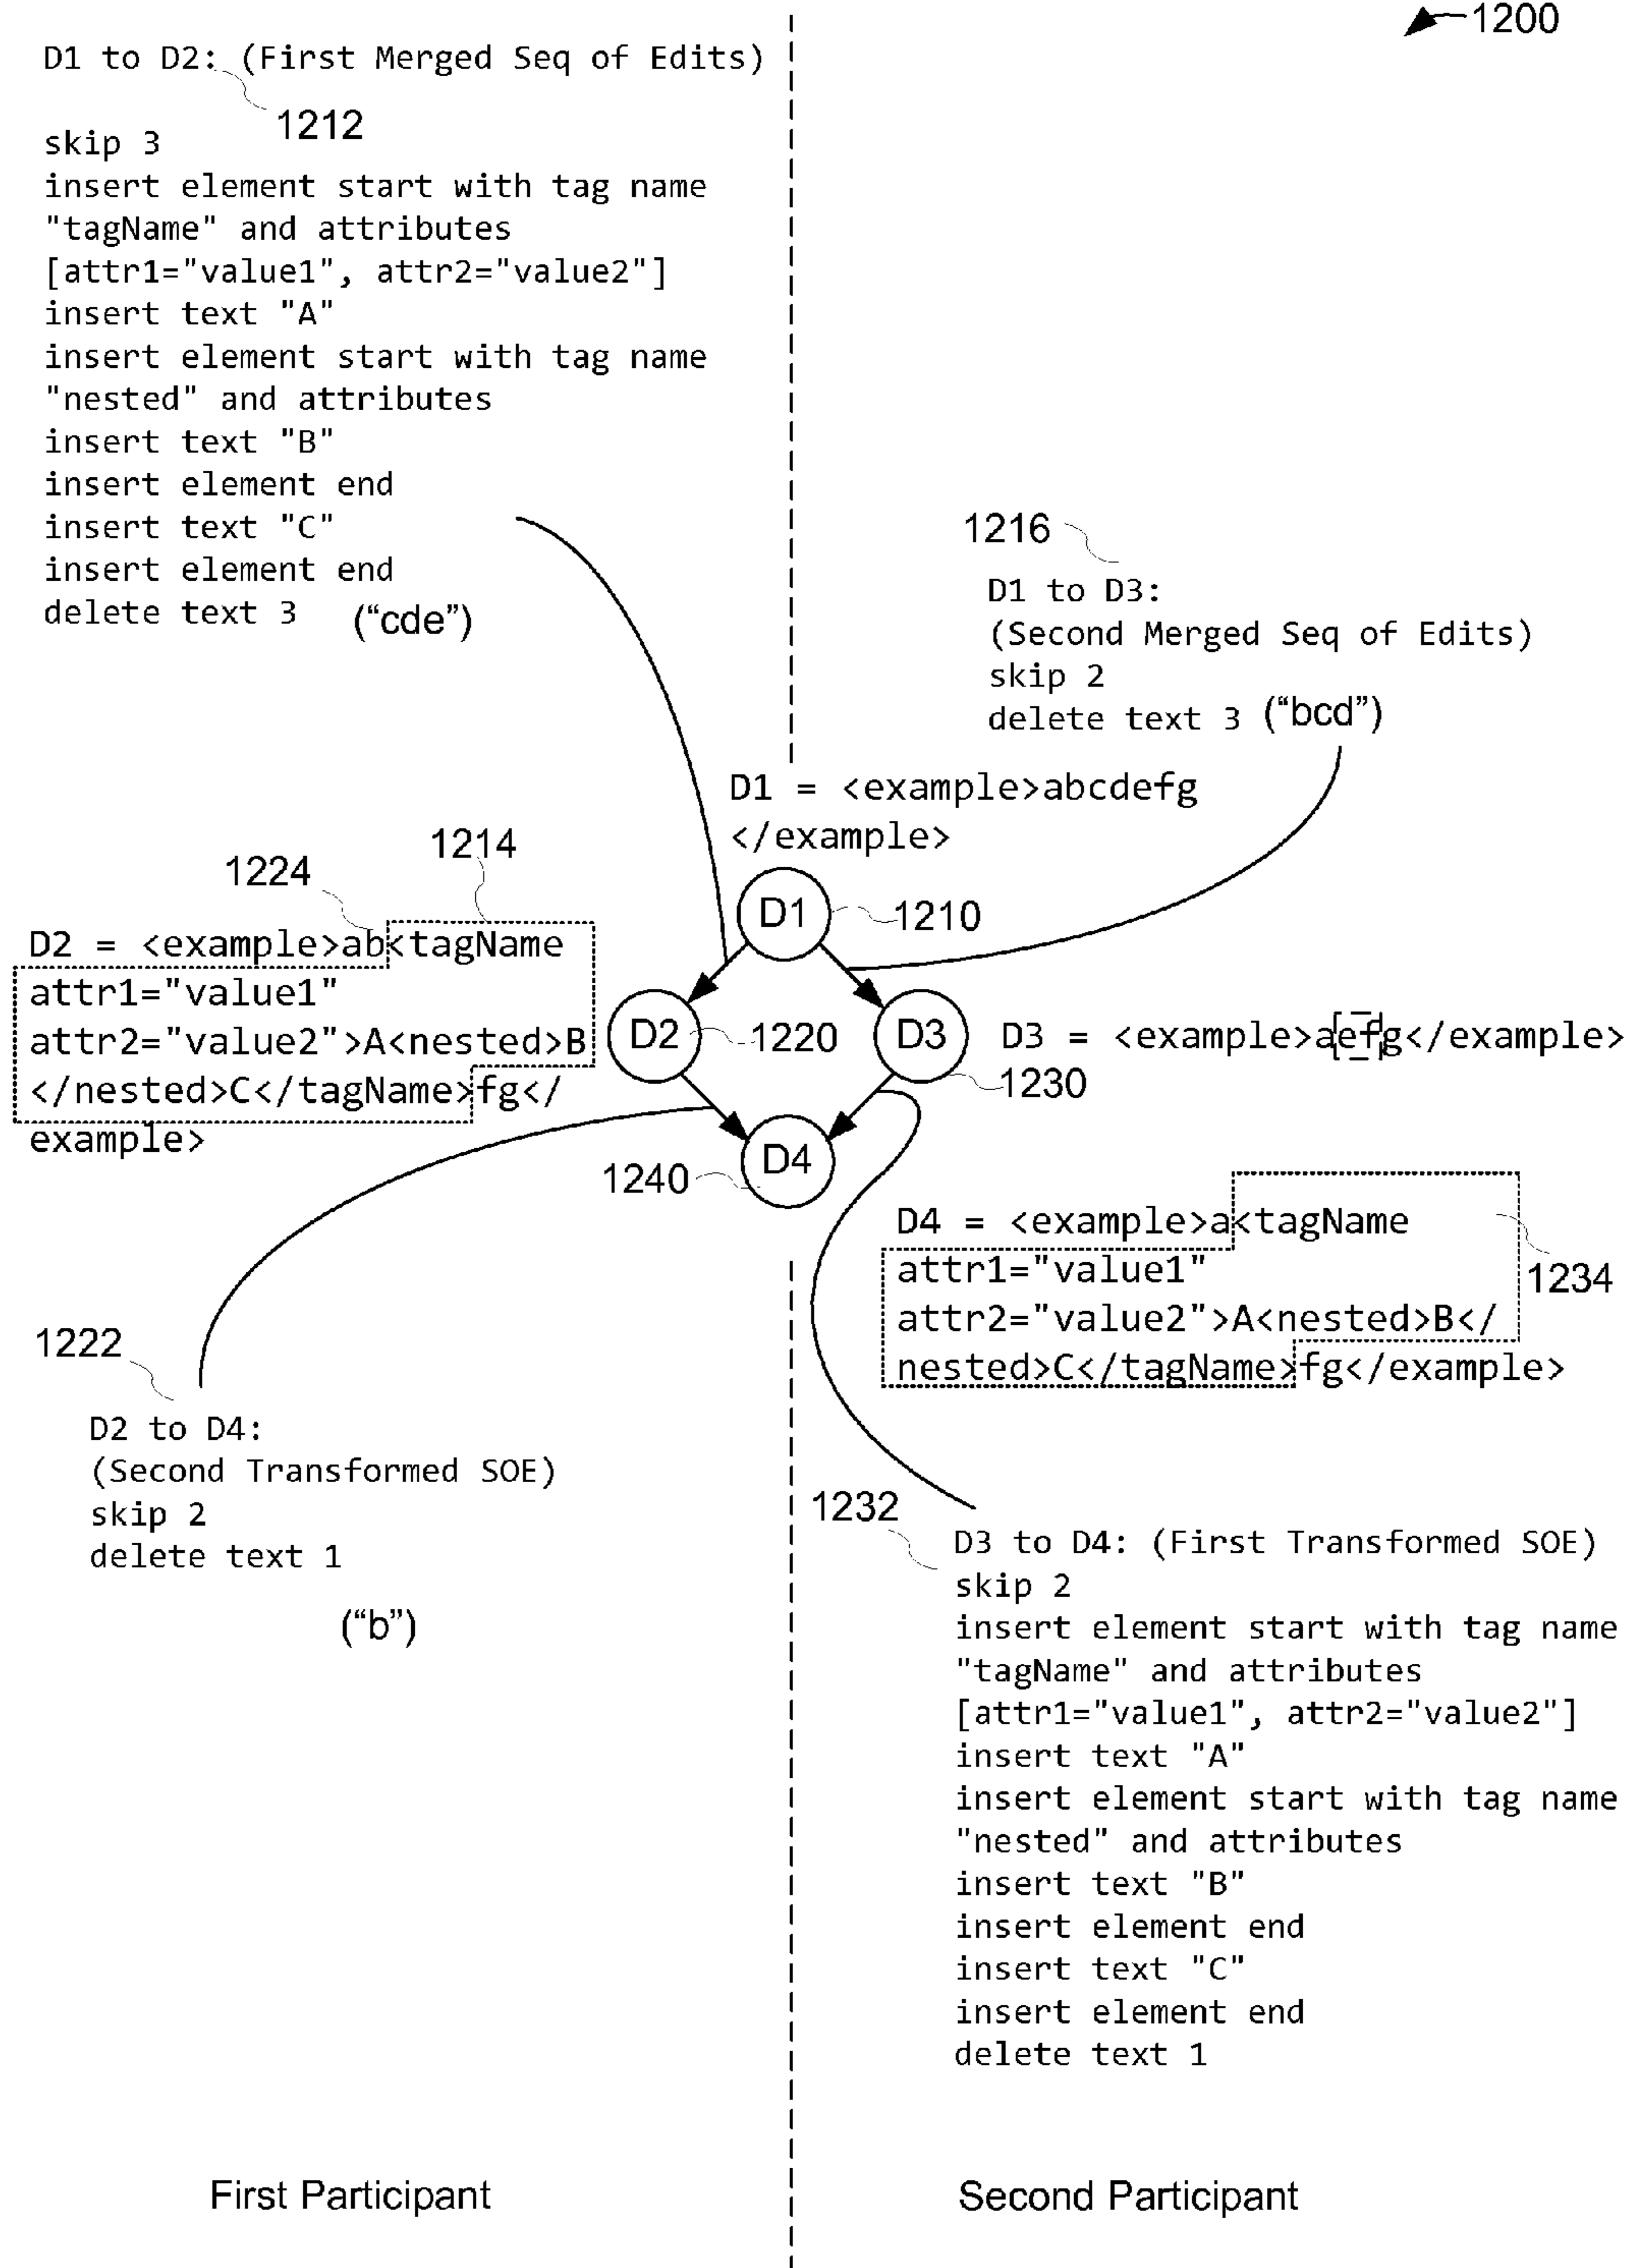 1200
D1 to D2: (First Merged Seq of Edits)
1212
skip 3
insert element start with tag name
"tagName" and attributes
[attr1="value1", attr2="value2"]
insert text "A"
insert element start with tag name
"nested" and attributes
insert text "B"
insert element end
insert text "C"
insert element end
delete text 3 (“cde”)
1216
D1 to D3:
(Second Merged Seq of Edits)
skip 2
delete text 3 (“bcd”)
D1 = <example>abcdefg
</example>
D1
1210
1224
1214
D2 = <example>ab<tagName
attr1="value1"
attr2="value2">A<nested>B
</nested>C</tagName>fg</
example>
D2
1220
D3
1230
D3 = <example>aefg</example>
D4
1240
D4 = <example>a<tagName
attr1="value1"
attr2="value2">A<nested>B</
nested>C</tagName>fg</example>
1234
1222
D2 to D4:
(Second Transformed SOE)
skip 2
delete text 1
(“b”)
1232
D3 to D4: (First Transformed SOE)
skip 2
insert element start with tag name
"tagName" and attributes
[attr1="value1", attr2="value2"]
insert text "A"
insert element start with tag name
"nested" and attributes
insert text "B"
insert element end
insert text "C"
insert element end
delete text 1
First Participant
Second Participant